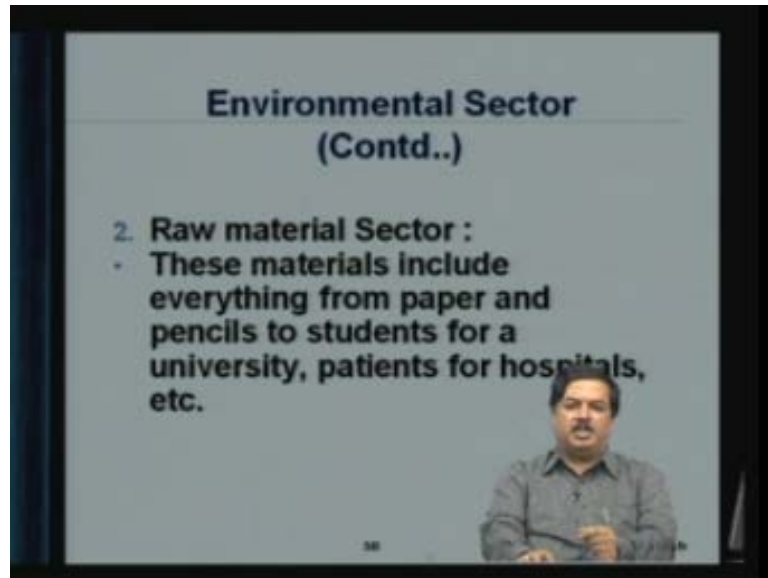 Environmental Sector
(Contd..)
2. Raw material Sector :
- These materials include
everything from paper and
pencils to students for a
university, patients for hospitals,
etc.